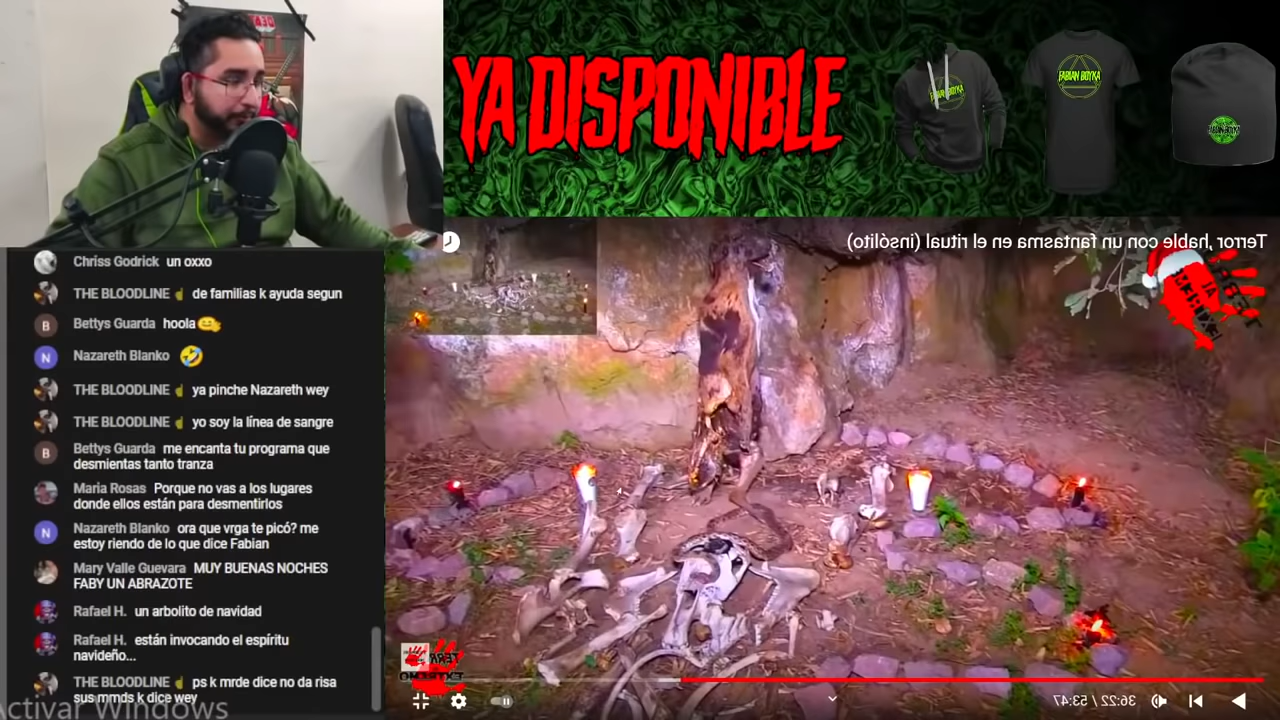 YA DISPONIBLE
FABIAN BOYKA
FABIAN BOYKA
Terror, hable con un fantasma en el ritual (insólito)
Chriss Godrick un oxxo
THE BLOODLINE ☝ de familias k ayuda segun
B Bettys Guarda hoola🤗
N Nazareth Blanko 🤣
THE BLOODLINE ☝ ya pinche Nazareth wey
THE BLOODLINE ☝ yo soy la línea de sangre
B Bettys Guarda me encanta tu programa que
desmientas tanto tranza
Maria Rosas Porque no vas a los lugares
donde ellos están para desmentirlos
N Nazareth Blanko ora que vrga te picó? me
estoy riendo de lo que dice Fabian
Mary Valle Guevara MUY BUENAS NOCHES
FABY UN ABRAZOTE
Rafael H. un arbolito de navidad
Rafael H. están invocando el espíritu
navideño...
THE BLOODLINE ☝ ps k mrde dice no da risa
sus mmds k dice wey
ctivar Windows
36:22 / 53:47